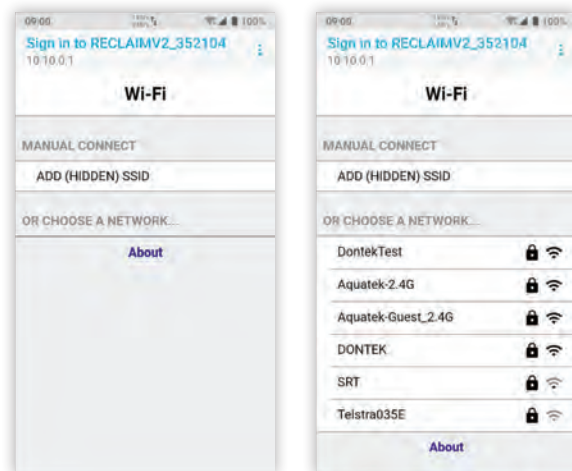 09:00 100%
Sign in to RECLAIMV2_352104
10.10.0.1
Wi-Fi
MANUAL CONNECT
ADD (HIDDEN) SSID
OR CHOOSE A NETWORK...
About
09:00 100%
Sign in to RECLAIMV2_352104
10.10.0.1
Wi-Fi
MANUAL CONNECT
ADD (HIDDEN) SSID
OR CHOOSE A NETWORK...
DontekTest
Aquatek-2.4G
Aquatek-Guest_2.4G
DONTEK
SRT
Telstra035E
About